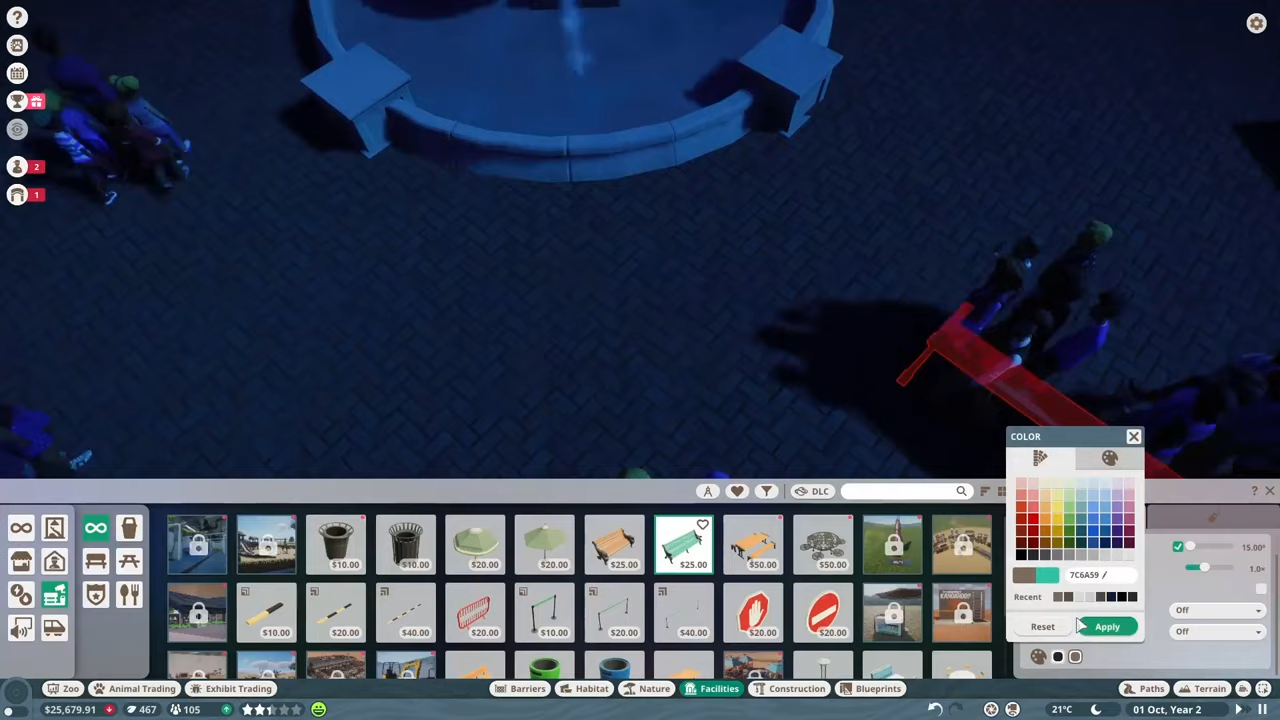 ?
2
1
DLC
? ×
$10.00
$10.00
$20.00
$20.00
$25.00
$25.00
$50.00
$50.00
$10.00
$20.00
$40.00
$20.00
$10.00
$20.00
$40.00
$20.00
$20.00
COLOR
7C6A59 /
Recent
Reset
Apply
15.00°
1.0×
Off
Off
Zoo
Animal Trading
Exhibit Trading
Barriers
Habitat
Nature
Facilities
Construction
Blueprints
Paths
Terrain
$25,679.91
467
105
21°C
01 Oct, Year 2